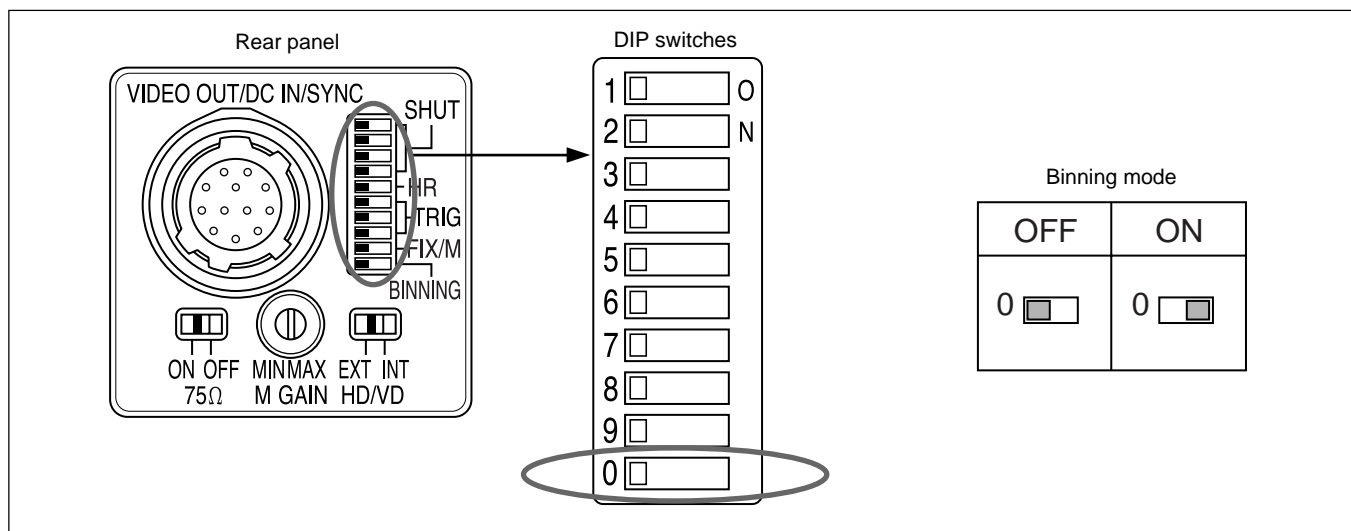 Rear panel
VIDEO OUT/DC IN/SYNC
SHUT
HR
TRIG
FIX/M
BINNING
ON OFF
75Ω
MIN MAX
M GAIN
EXT INT
HD/VD
DIP switches
1 O
2 N
3
4
5
6
7
8
9
0
Binning mode
OFF ON
0 0